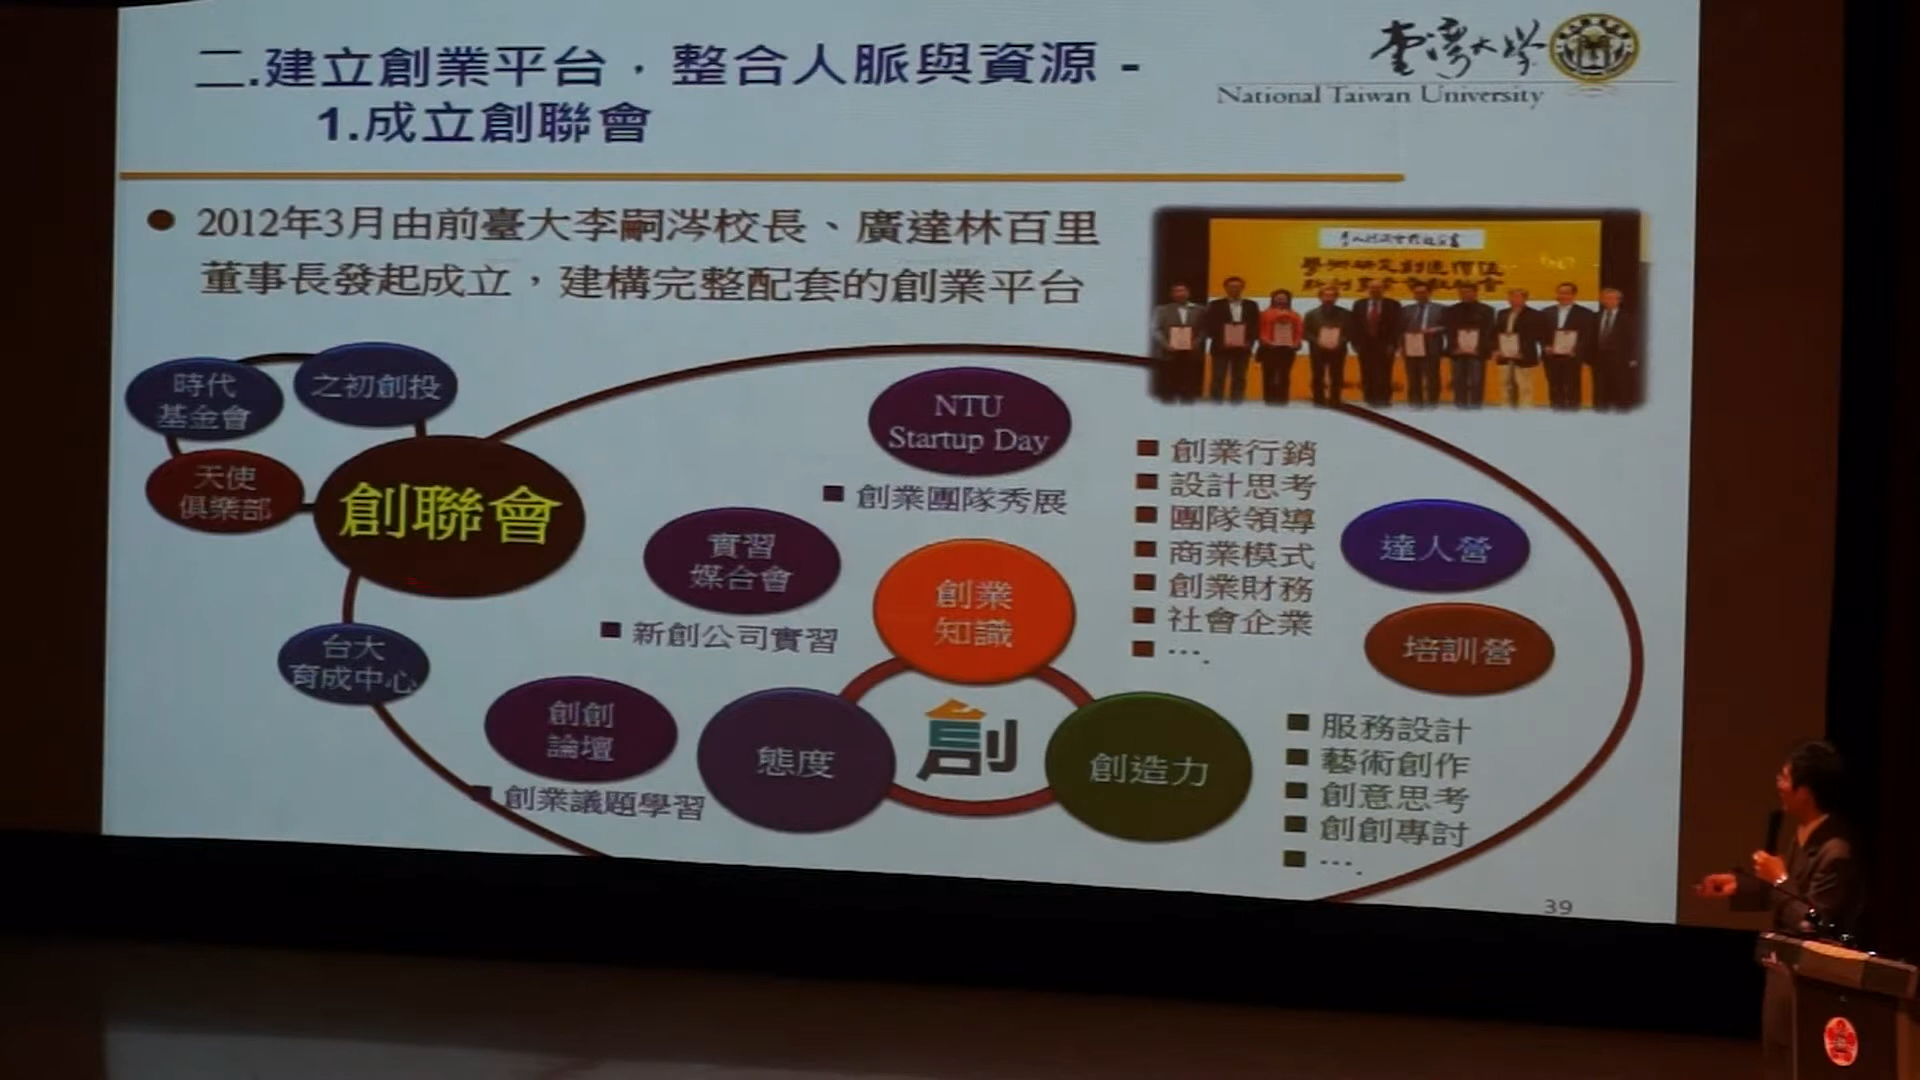 二.建立創業平台，整合人脈與資源 -
1.成立創聯會
臺灣大學
National Taiwan University
2012年3月由前臺大李嗣涔校長、廣達林百里
董事長發起成立，建構完整配套的創業平台
時代
基金會
之初創投
天使
俱樂部
創聯會
台大
育成中心
NTU
Startup Day
創業團隊秀展
實習
媒合會
新創公司實習
創創
論壇
創業議題學習
創業
知識
態度
創
創造力
創業行銷
設計思考
團隊領導
商業模式
創業財務
社會企業
….
達人營
培訓營
服務設計
藝術創作
創意思考
創創專討
….
39